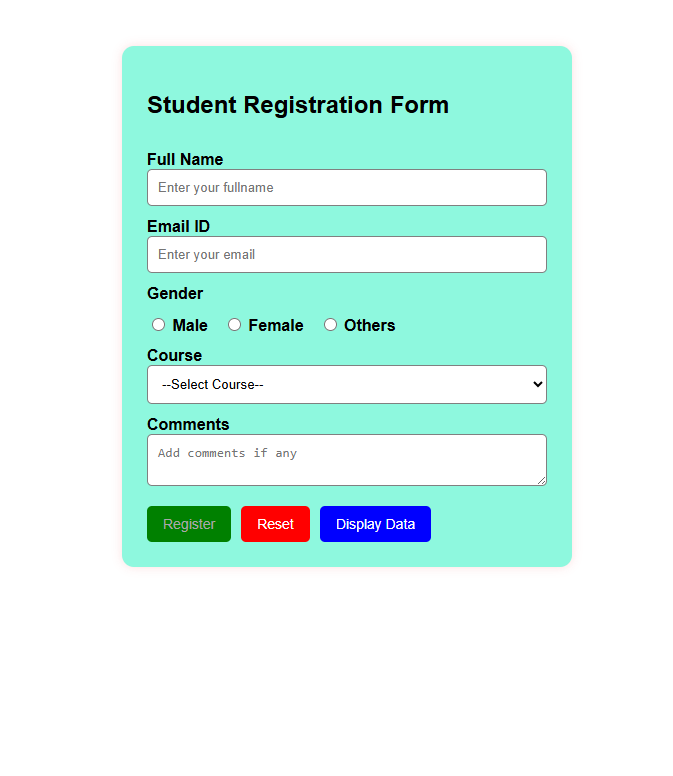 Student Registration Form
Full Name
Enter your fullname
Email ID
Enter your email
Gender
Male Female Others
Course
--Select Course--
Comments
Add comments if any
Register Reset Display Data